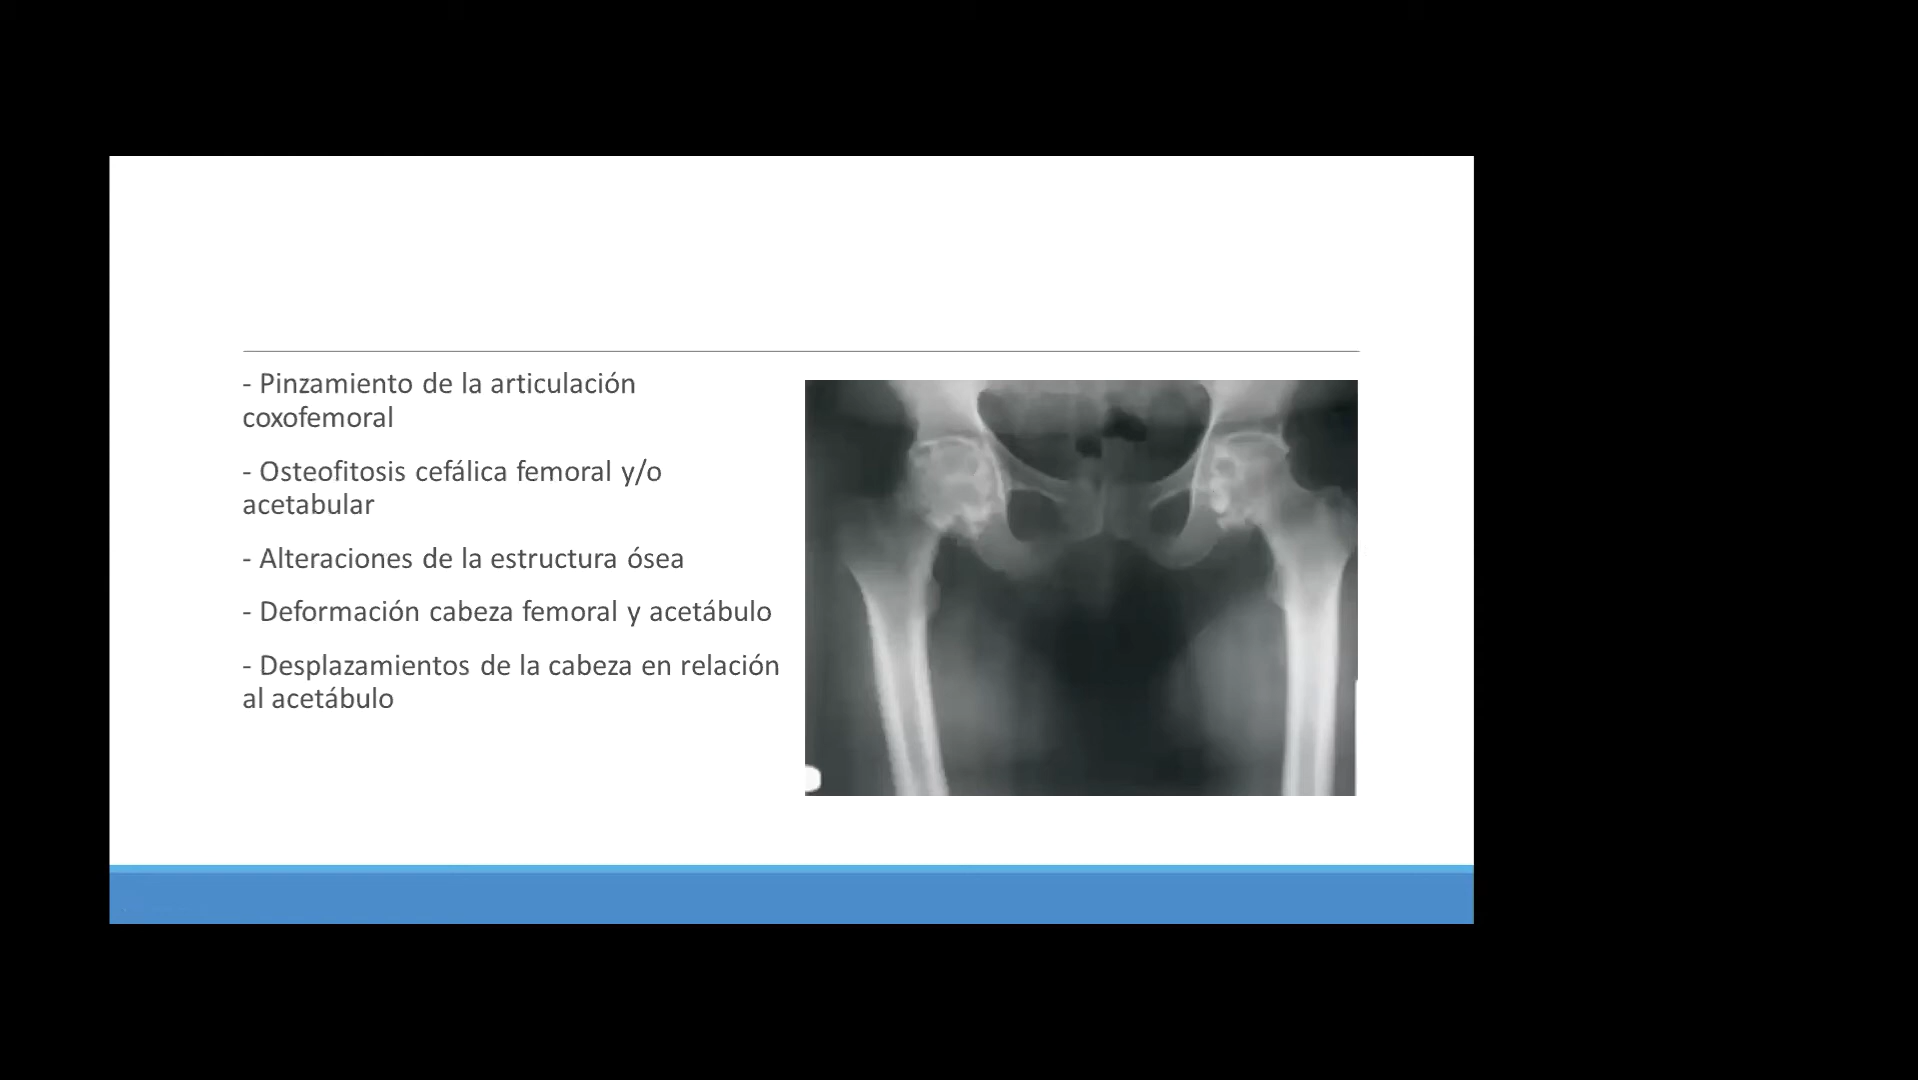 - Pinzamiento de la articulación
coxofemoral
- Osteofitosis cefálica femoral y/o
acetabular
- Alteraciones de la estructura ósea
- Deformación cabeza femoral y acetábulo
- Desplazamientos de la cabeza en relación
al acetábulo